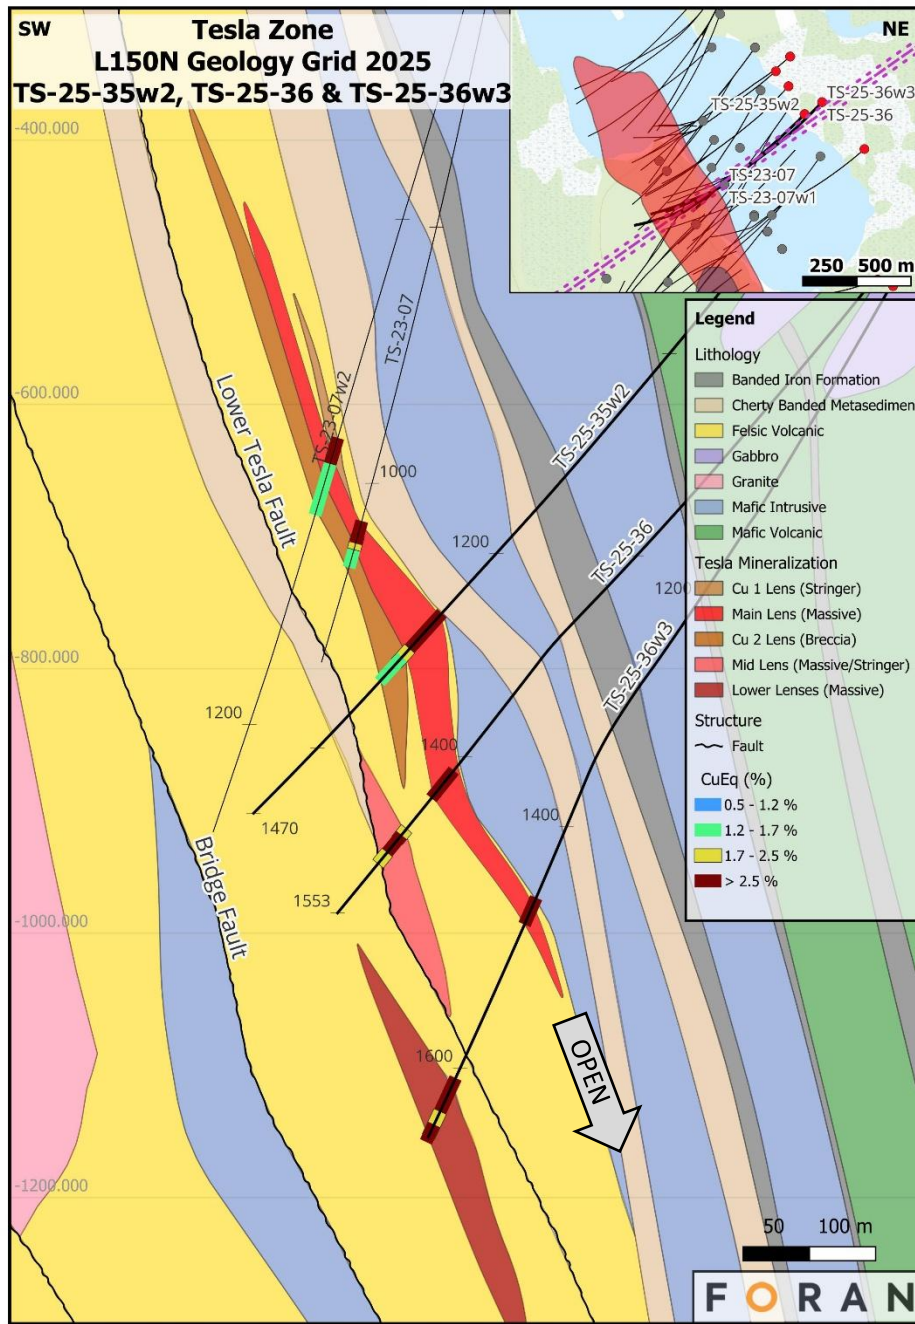 SW
Tesla Zone
L150N Geology Grid 2025
TS-25-35w2, TS-25-36 & TS-25-36w3
NE
TS-25-36w3
TS-25-35w2
TS-25-36
TS-23-07
TS-23-07w1
250 500 m
-400.000
-600.000
-800.000
-1000.000
-1200.000
Legend
Lithology
Banded Iron Formation
Cherty Banded Metasedimen
Felsic Volcanic
Gabbro
Granite
Mafic Intrusive
Mafic Volcanic
Tesla Mineralization
Cu 1 Lens (Stringer)
Main Lens (Massive)
Cu 2 Lens (Breccia)
Mid Lens (Massive/Stringer)
Lower Lenses (Massive)
Structure
Fault
CuEq (%)
0.5 - 1.2 %
1.2 - 1.7 %
1.7 - 2.5 %
> 2.5 %
TS-23-07
TS-23-07w2
TS-25-35w2
TS-25-36
TS-25-36w3
Lower Tesla Fault
Bridge Fault
1000
1200
1200
1200
1400
1400
1470
1553
1600
OPEN
50 100 m
FORAN